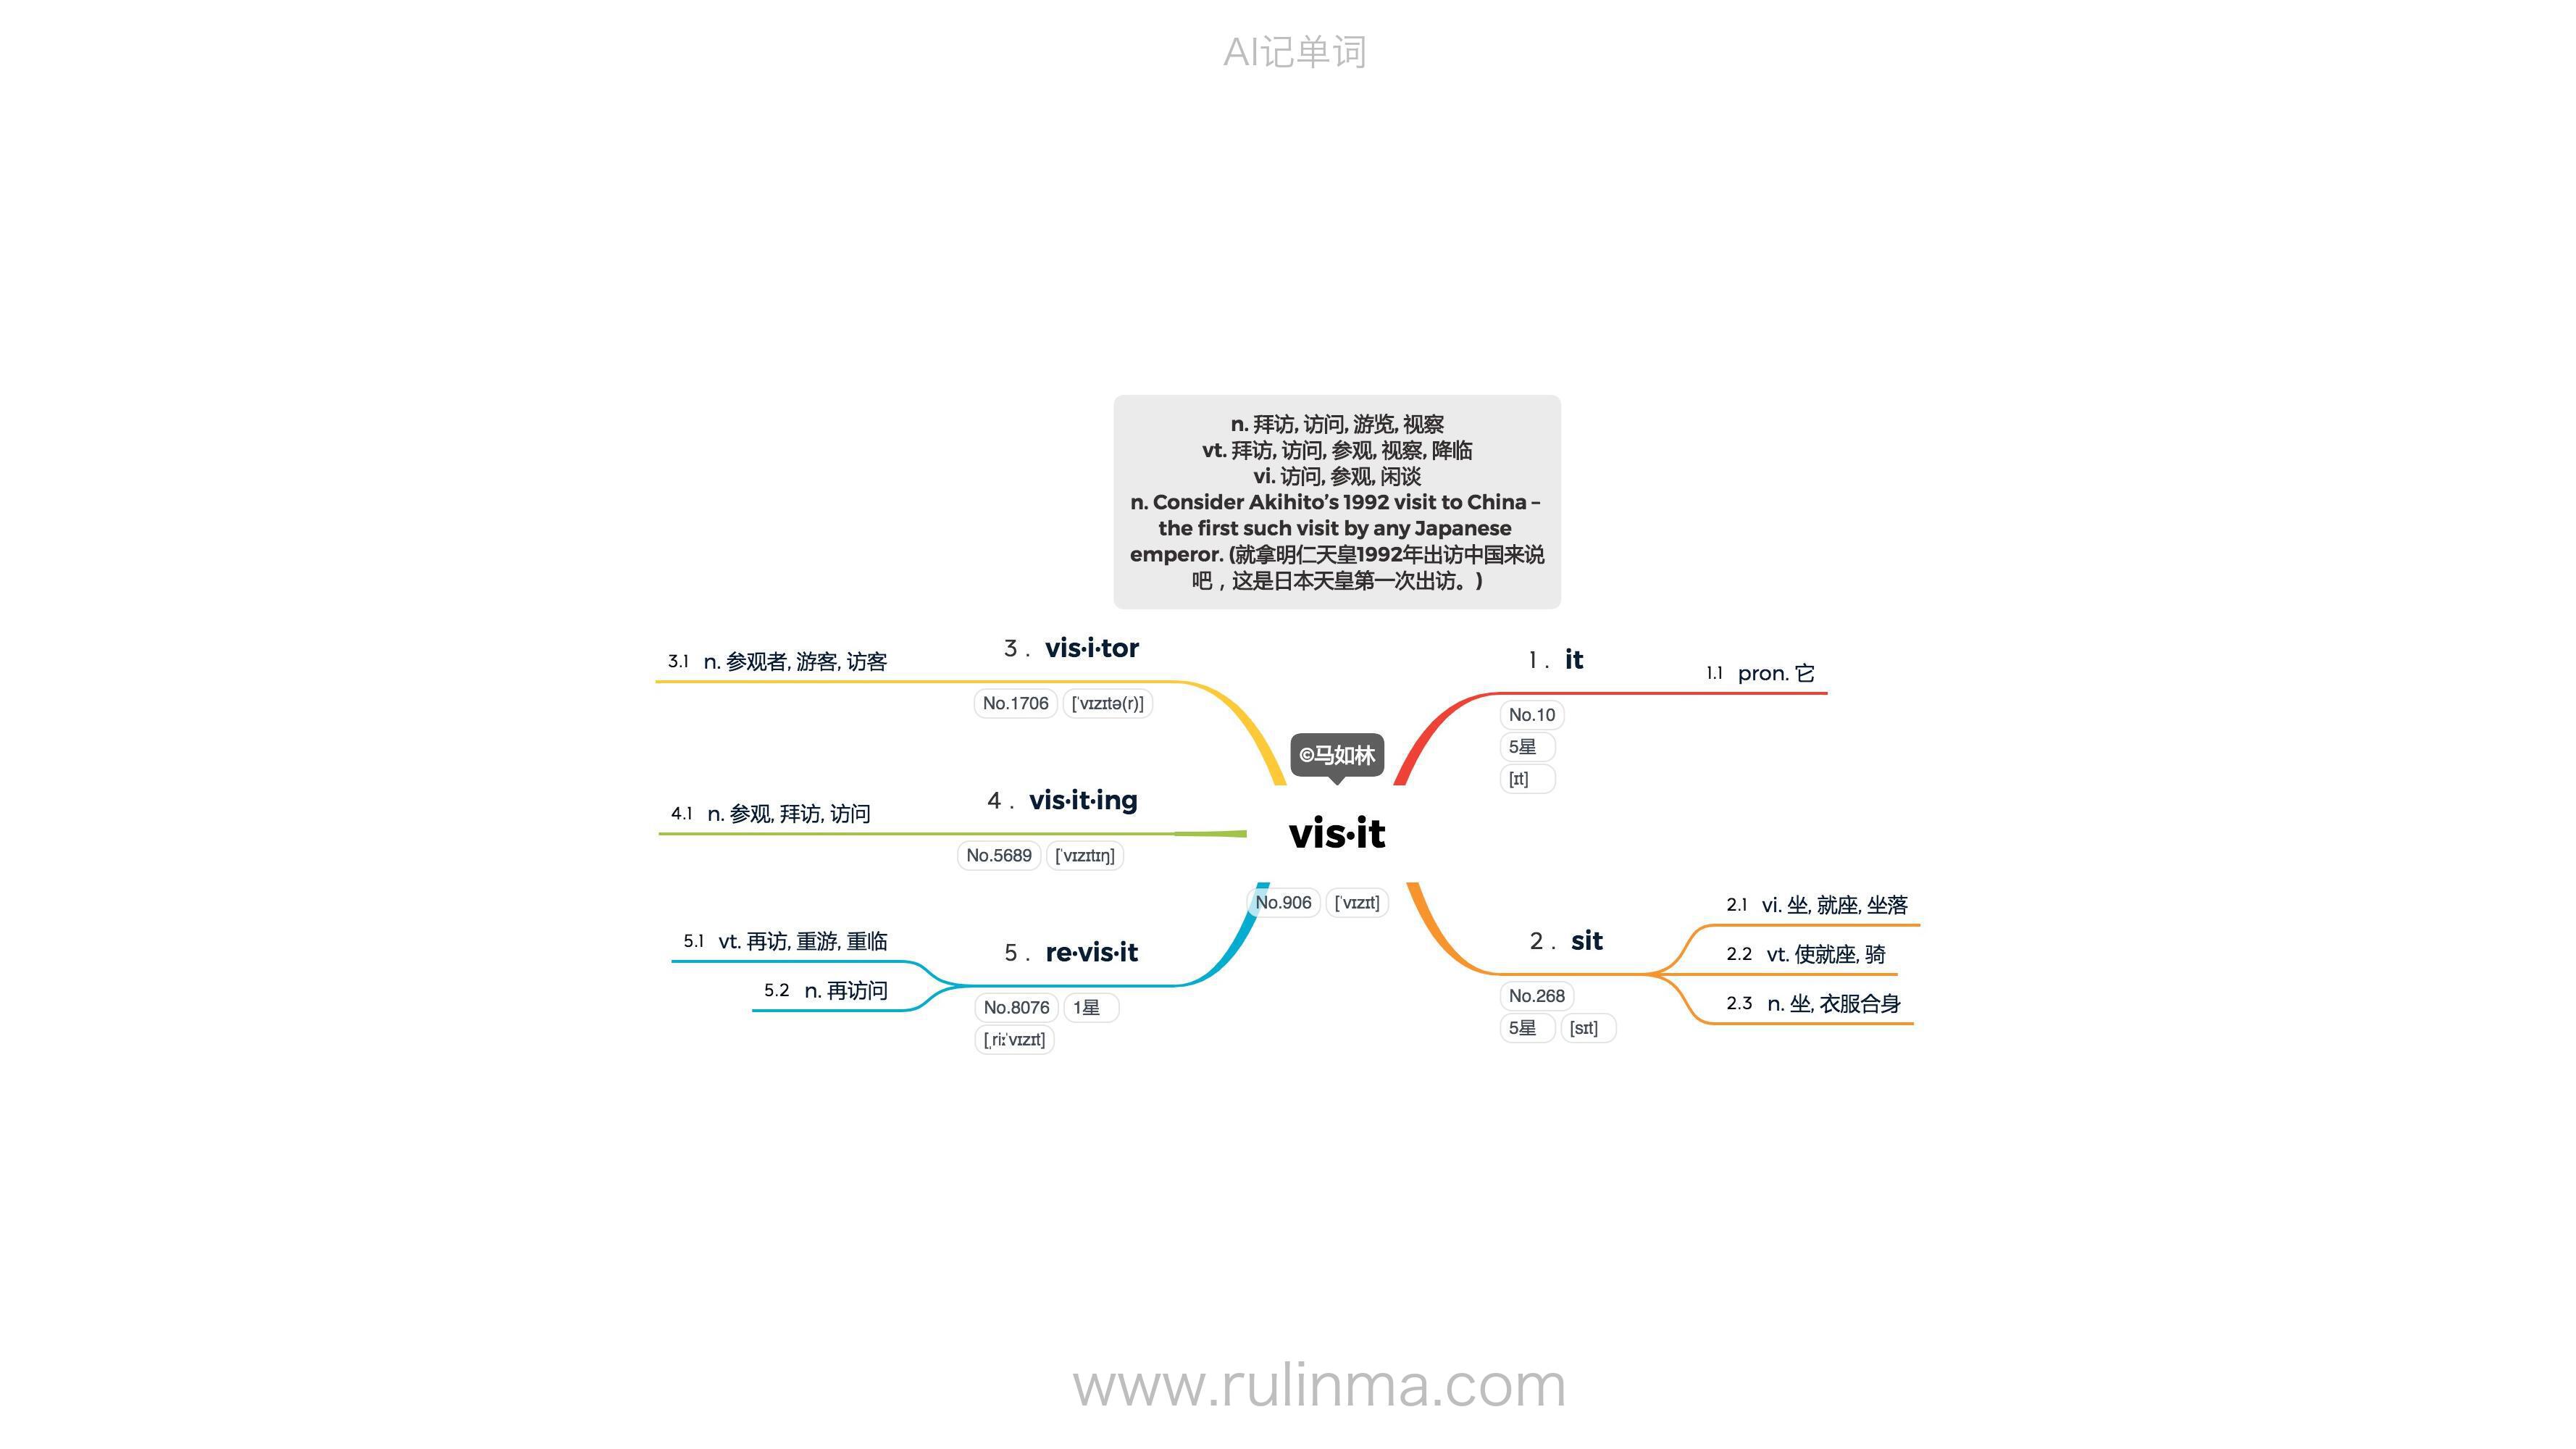 AI记单词
n. 拜访, 访问, 游览, 视察
vt. 拜访, 访问, 参观, 视察, 降临
vi. 访问, 参观, 闲谈
n. Consider Akihito’s 1992 visit to China –
the first such visit by any Japanese
emperor. (就拿明仁天皇1992年出访中国来说
吧，这是日本天皇第一次出访。)
©马如林
vis·it
No.906 [ˈvɪzɪt]
1. it
No.10
5星
[ɪt]
1.1 pron. 它
2. sit
No.268
5星 [sɪt]
2.1 vi. 坐, 就座, 坐落
2.2 vt. 使就座, 骑
2.3 n. 坐, 衣服合身
3. vis·i·tor
No.1706 [ˈvɪzɪtə(r)]
3.1 n. 参观者, 游客, 访客
4. vis·it·ing
No.5689 [ˈvɪzɪtɪŋ]
4.1 n. 参观, 拜访, 访问
5. re·vis·it
No.8076 1星
[ˌriːˈvɪzɪt]
5.1 vt. 再访, 重游, 重临
5.2 n. 再访问
www.rulinma.com